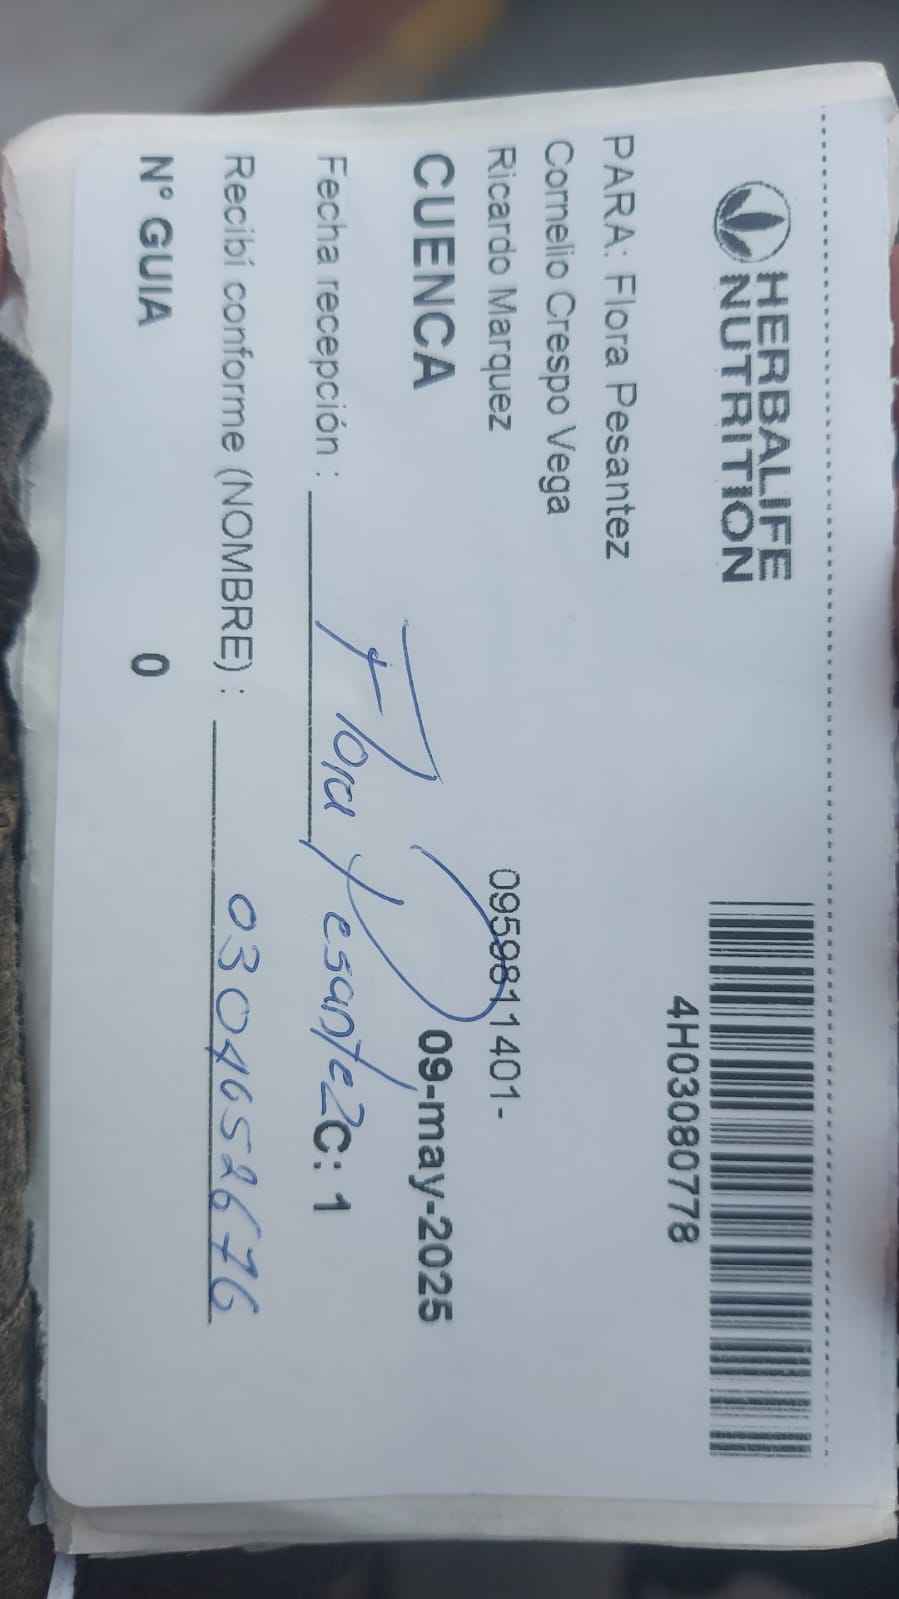 HERBALIFE
NUTRITION
4H03080778
PARA: Flora Pesantez
Cornelio Crespo Vega
Ricardo Marquez 0959811401-
CUENCA 09-may-2025
Fecha recepción : Flora Pesantez C: 1
Recibí conforme (NOMBRE) : 0304652676
N° GUIA 0